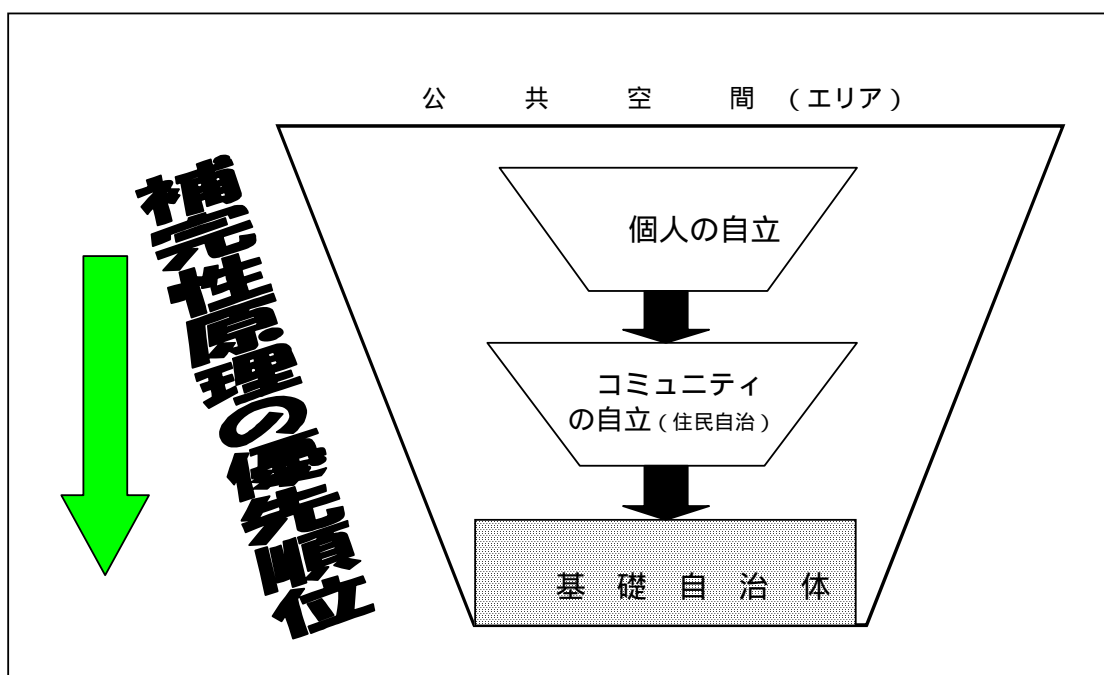 公共空間（エリア）
補完性原理の優先順位
個人の自立
コミュニティ
の自立（住民自治）
基礎自治体